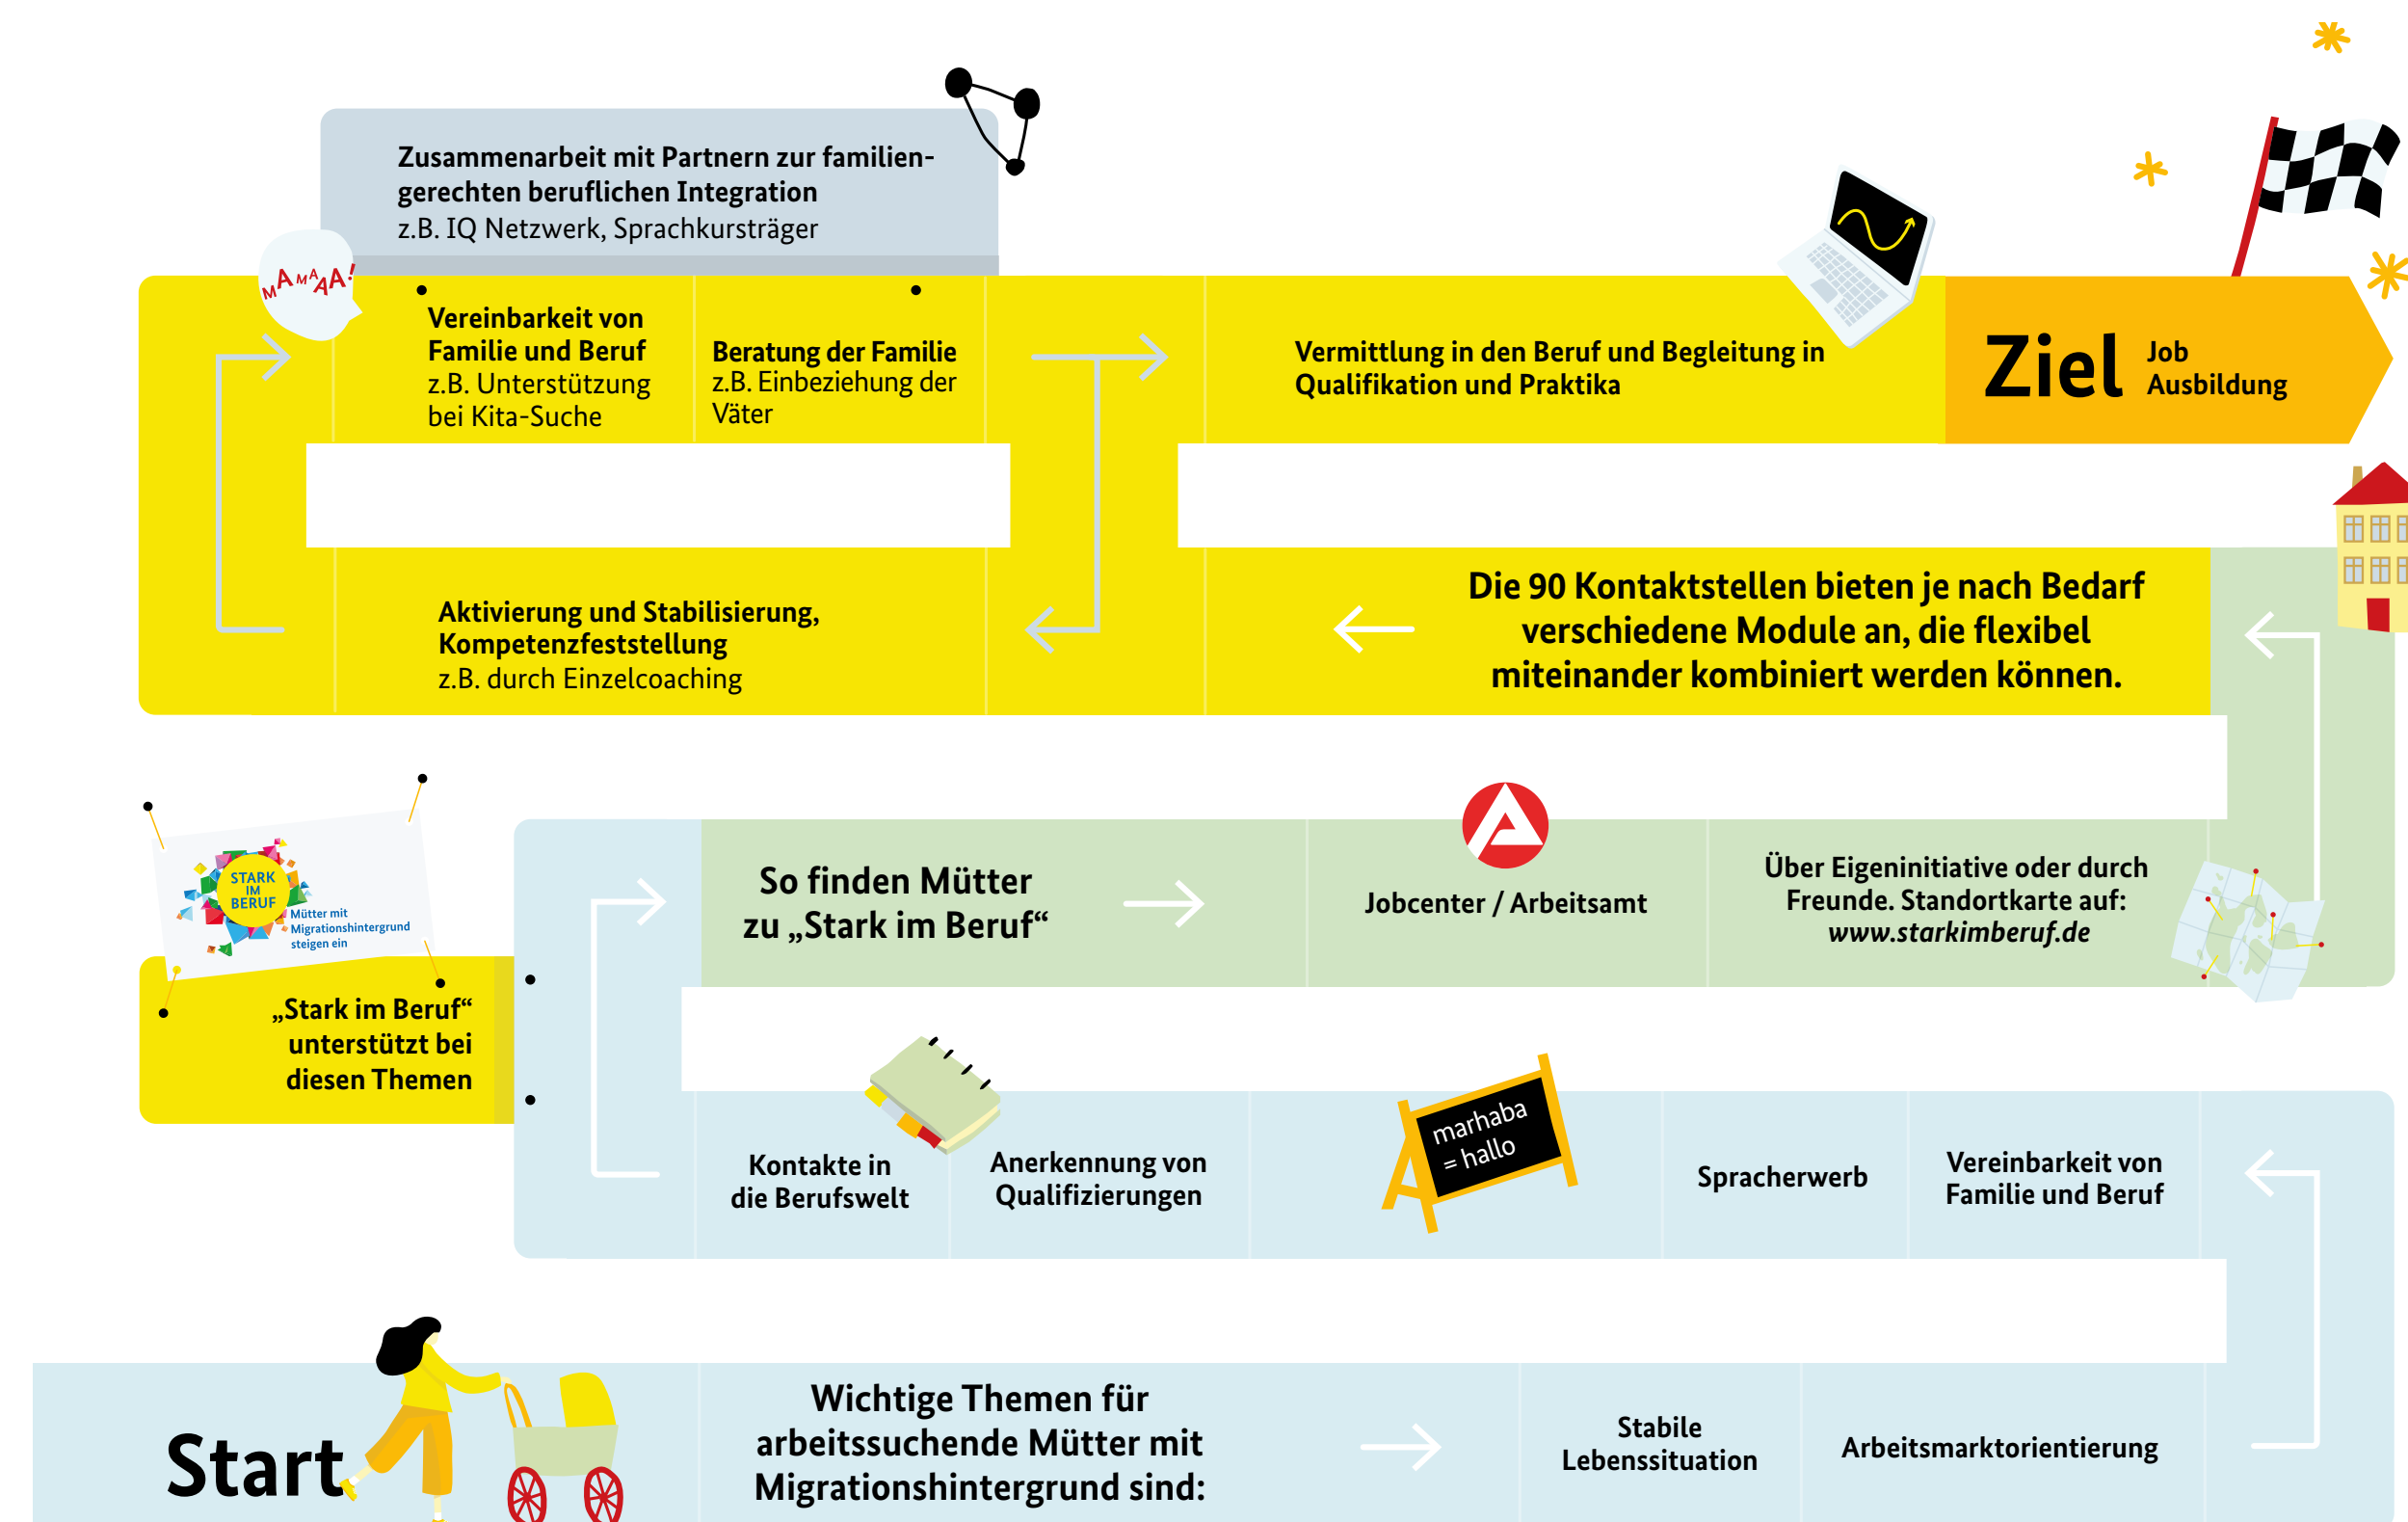 Zusammenarbeit mit Partnern zur familien-
gerechten beruflichen Integration
z.B. IQ Netzwerk, Sprachkursträger
MAMAAA!
Vereinbarkeit von
Familie und Beruf
z.B. Unterstützung
bei Kita-Suche
Beratung der Familie
z.B. Einbeziehung der
Väter
Vermittlung in den Beruf und Begleitung in
Qualifikation und Praktika
Ziel
Job
Ausbildung
Aktivierung und Stabilisierung,
Kompetenzfeststellung
z.B. durch Einzelcoaching
Die 90 Kontaktstellen bieten je nach Bedarf
verschiedene Module an, die flexibel
miteinander kombiniert werden können.
STARK
IM
BERUF
Mütter mit
Migrationshintergrund
steigen ein
„Stark im Beruf“
unterstützt bei
diesen Themen
So finden Mütter
zu „Stark im Beruf“
Jobcenter / Arbeitsamt
Über Eigeninitiative oder durch
Freunde. Standortkarte auf:
www.starkimberuf.de
Kontakte in
die Berufswelt
Anerkennung von
Qualifizierungen
marhaba
= hallo
Spracherwerb
Vereinbarkeit von
Familie und Beruf
Start
Wichtige Themen für
arbeitssuchende Mütter mit
Migrationshintergrund sind:
Stabile
Lebenssituation
Arbeitsmarktorientierung